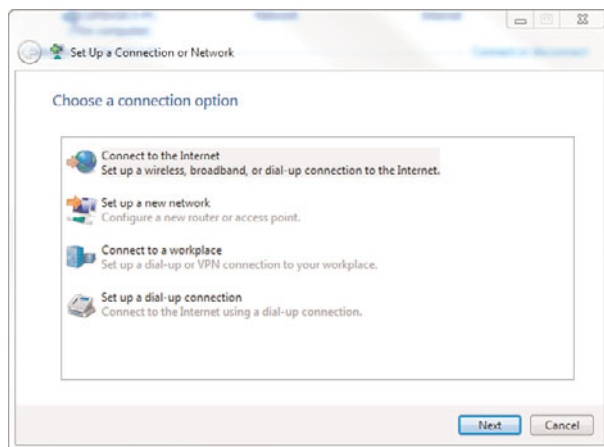 Set Up a Connection or Network
Choose a connection option
Connect to the Internet
Set up a wireless, broadband, or dial-up connection to the Internet.
Set up a new network
Configure a new router or access point.
Connect to a workplace
Set up a dial-up or VPN connection to your workplace.
Set up a dial-up connection
Connect to the Internet using a dial-up connection.
Next Cancel